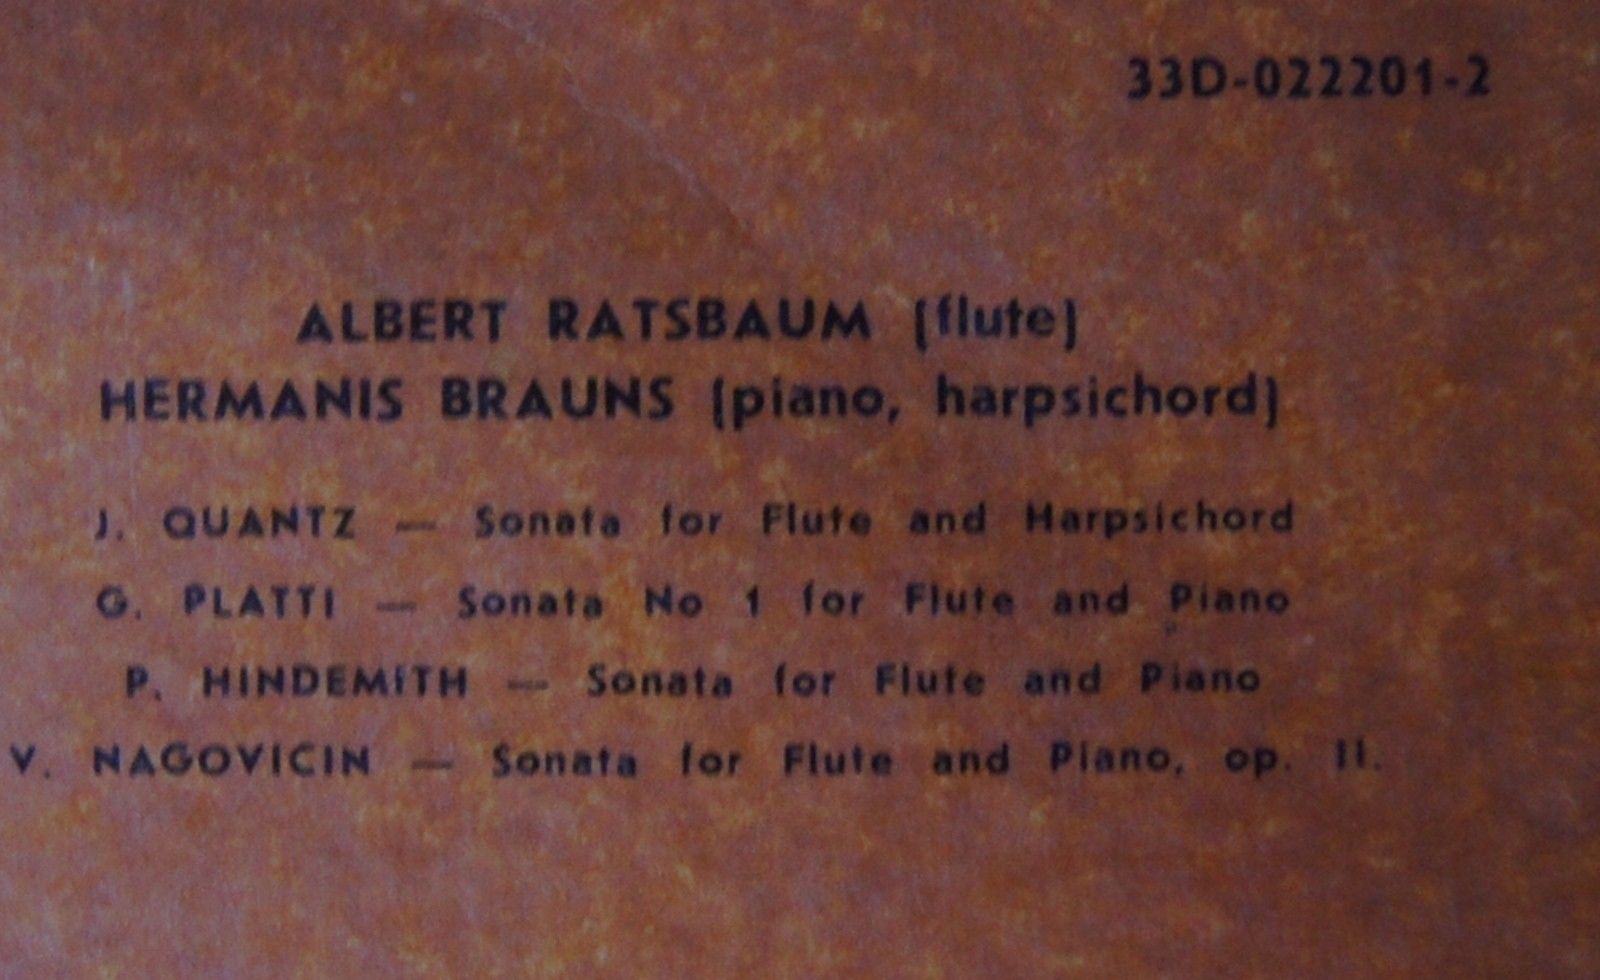 33D-022201-2
ALBERT RATSBAUM (flute)
HERMANIS BRAUNS (piano, harpsichord)
J. QUANTZ — Sonata for Flute and Harpsichord
G. PLATTI — Sonata No 1 for Flute and Piano
P. HINDEMITH — Sonata for Flute and Piano
V. NAGOVICIN — Sonata for Flute and Piano, op. II.